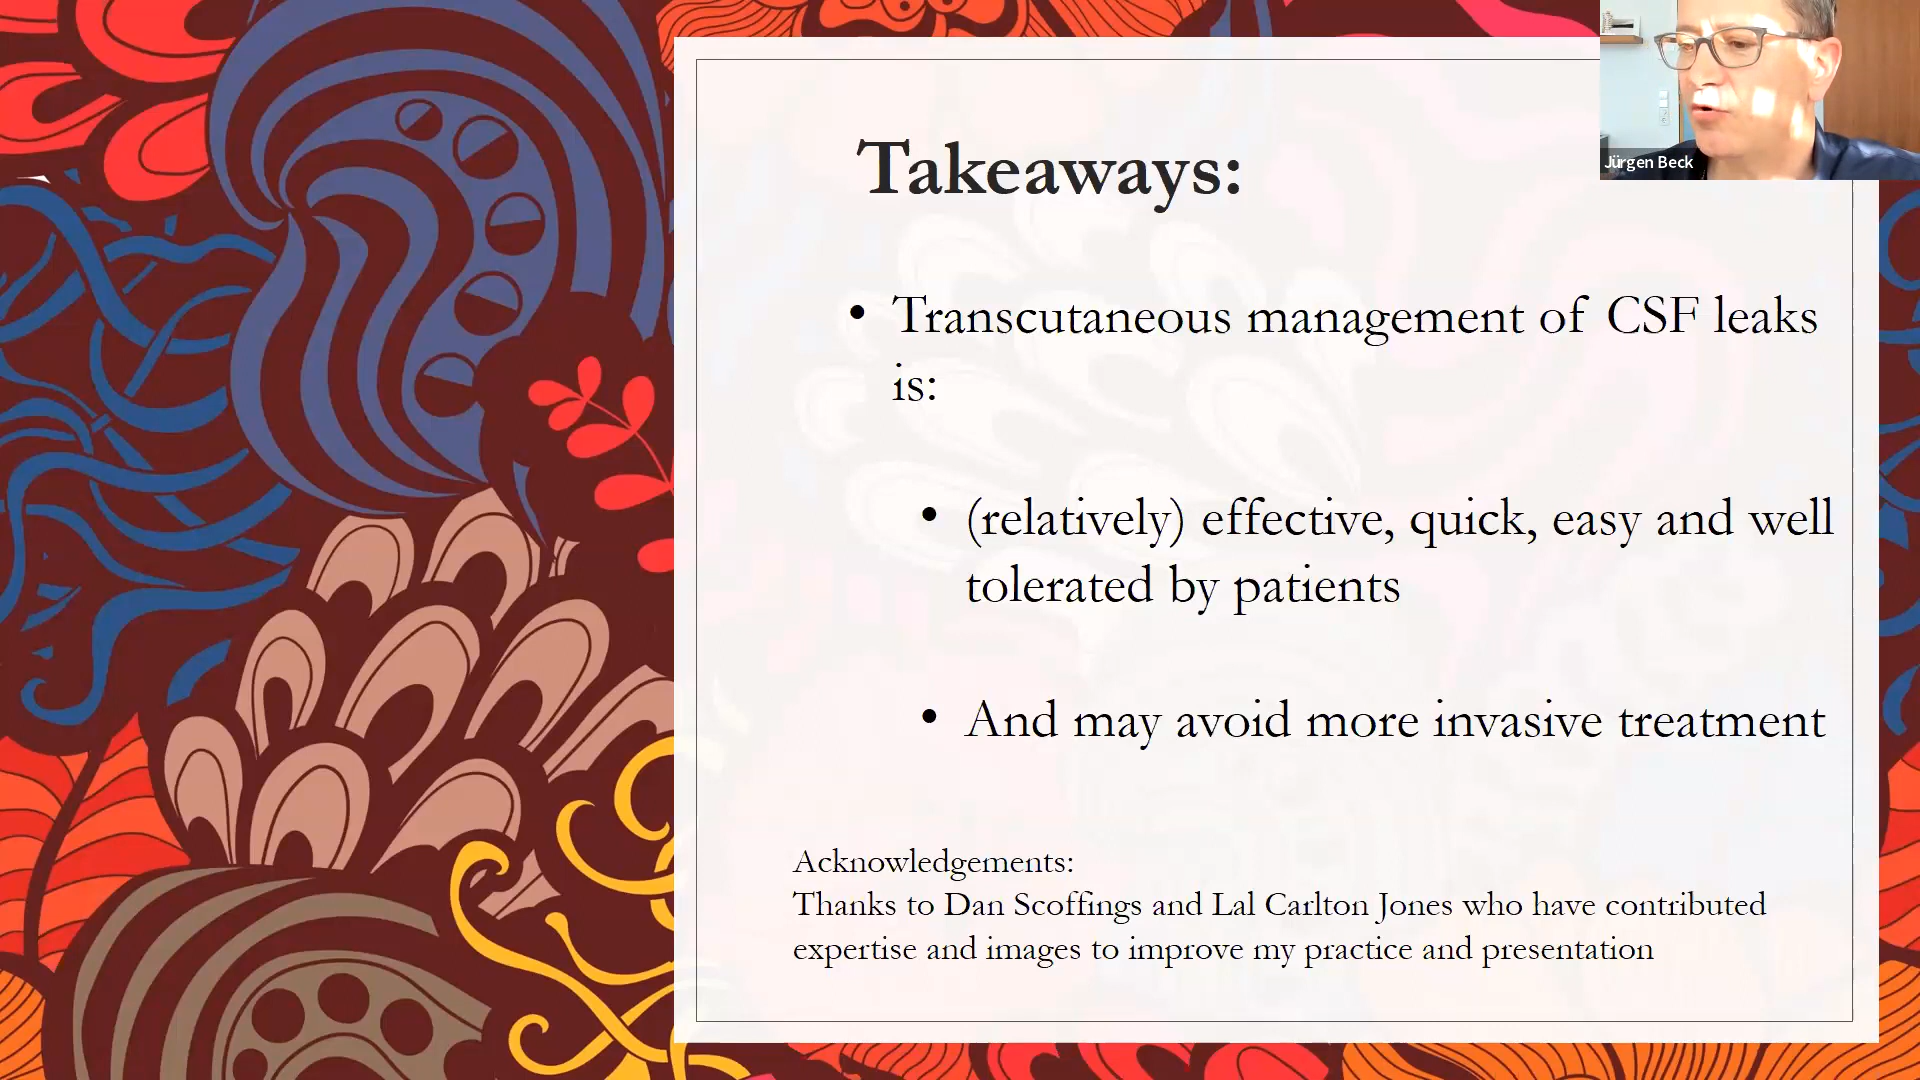 Jürgen Beck
Takeaways:
• Transcutaneous management of CSF leaks
is:
• (relatively) effective, quick, easy and well
tolerated by patients
• And may avoid more invasive treatment
Acknowledgements:
Thanks to Dan Scoffings and Lal Carlton Jones who have contributed
expertise and images to improve my practice and presentation